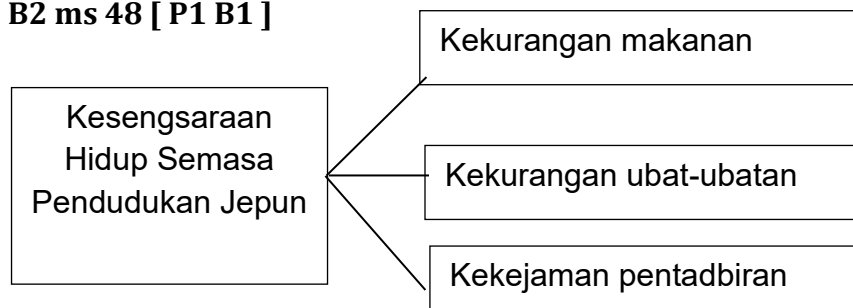 B2 ms 48 [ P1 B1 ]
Kesengsaraan
Hidup Semasa
Pendudukan Jepun
Kekurangan makanan
Kekurangan ubat-ubatan
Kekejaman pentadbiran